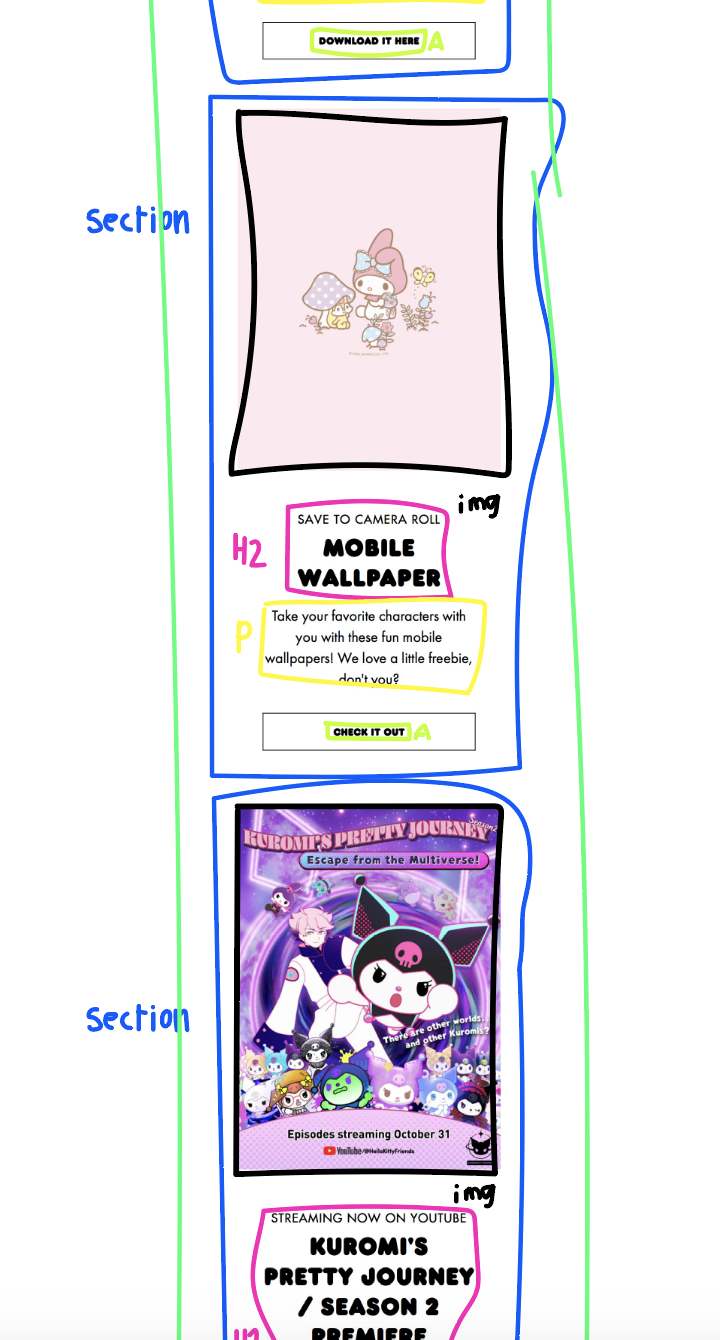 DOWNLOAD IT HERE A
section
img
H2
SAVE TO CAMERA ROLL
MOBILE
WALLPAPER
P
Take your favorite characters with
you with these fun mobile
wallpapers! We love a little freebie,
don't you?
CHECK IT OUT A
KUROMI'S PRETTY JOURNEY Season2
Escape from the Multiverse!
section
There are other worlds...
and other Kuromis?
Episodes streaming October 31
YouTube/@HelloKittyFriends
img
STREAMING NOW ON YOUTUBE
KUROMI'S
PRETTY JOURNEY
/ SEASON 2
PREMIERE
H2